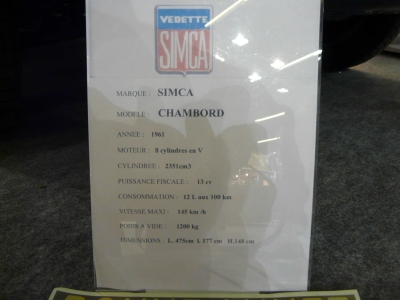 VEDETTE
SIMCA
MARQUE : SIMCA
MODELE : CHAMBORD
ANNEE : 1961
MOTEUR : 8 cylindres en V
CYLINDREE : 2351cm3
PUISSANCE FISCALE : 13 cv
CONSOMMATION : 12 L aux 100 km
VITESSE MAXI : 145 km /h
POIDS A VIDE : 1200 kg
DIMENSIONS : L. 475cm l. 177 cm H.148 cm